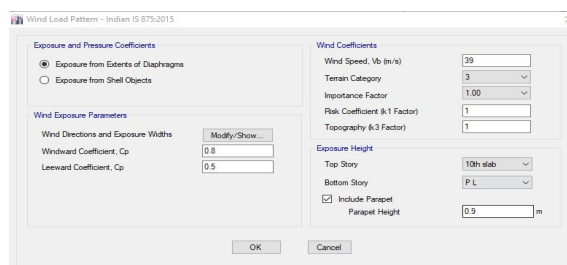 Wind Load Pattern - Indian IS 875:2015
Exposure and Pressure Coefficients
Exposure from Extents of Diaphragms
Exposure from Shell Objects
Wind Exposure Parameters
Wind Directions and Exposure Widths Modify/Show...
Windward Coefficient, Cp 0.8
Leeward Coefficient, Cp 0.5
Wind Coefficients
Wind Speed, Vb (m/s) 39
Terrain Category 3
Importance Factor 1.00
Risk Coefficient (k1 Factor) 1
Topography (k3 Factor) 1
Exposure Height
Top Story 10th slab
Bottom Story P L
Include Parapet
Parapet Height 0.9 m
OK Cancel